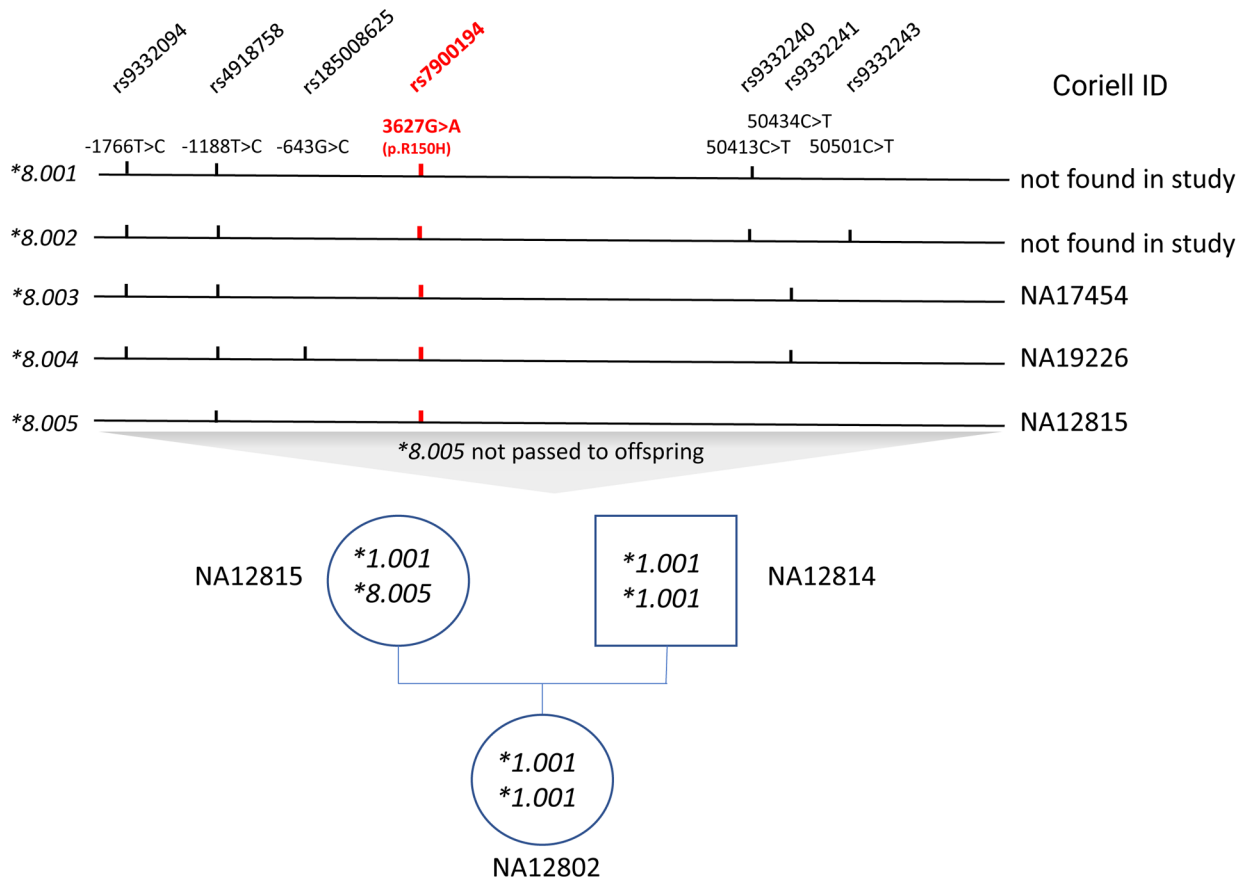 rs9332094 rs4918758 rs185008625 rs7900194 rs9332240 rs9332241 rs9332243
Coriell ID
3627G>A 50434C>T
-1766T>C -1188T>C -643G>C (p.R150H) 50413C>T 50501C>T
*8.001 not found in study
*8.002 not found in study
*8.003 NA17454
*8.004 NA19226
*8.005 NA12815
*8.005 not passed to offspring
NA12815 *1.001 *1.001 NA12814
*8.005 *1.001
*1.001
*1.001
NA12802